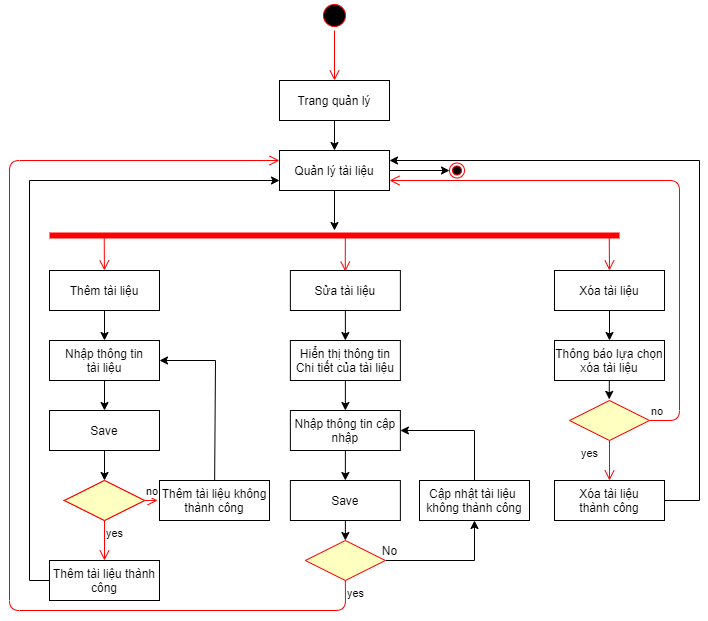 Trang quản lý
Quản lý tài liệu
Thêm tài liệu
Sửa tài liệu
Xóa tài liệu
Nhập thông tin
tài liệu
Hiển thị thông tin
Chi tiết của tài liệu
Thông báo lựa chọn
xóa tài liệu
Save
Nhập thông tin cập
nhập
no
yes
no
Thêm tài liệu không
thành công
Save
Cập nhật tài liệu
không thành công
Xóa tài liệu
thành công
yes
No
Thêm tài liệu thành
công
yes